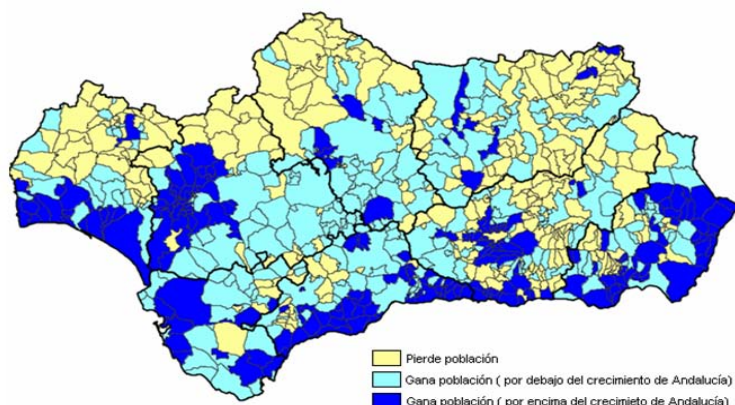 Pierde población
Gana población ( por debajo del crecimiento de Andalucía)
Gana población ( por encima del crecimieto de Andalucía)